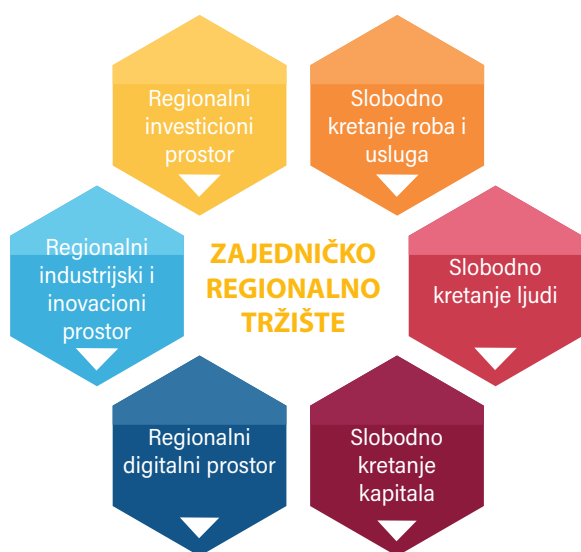 Regionalni
investicioni
prostor
Slobodno
kretanje roba i
usluga
Regionalni
industrijski i
inovacioni
prostor
ZAJEDNIČKO
REGIONALNO
TRŽIŠTE
Slobodno
kretanje ljudi
Regionalni
digitalni prostor
Slobodno
kretanje
kapitala